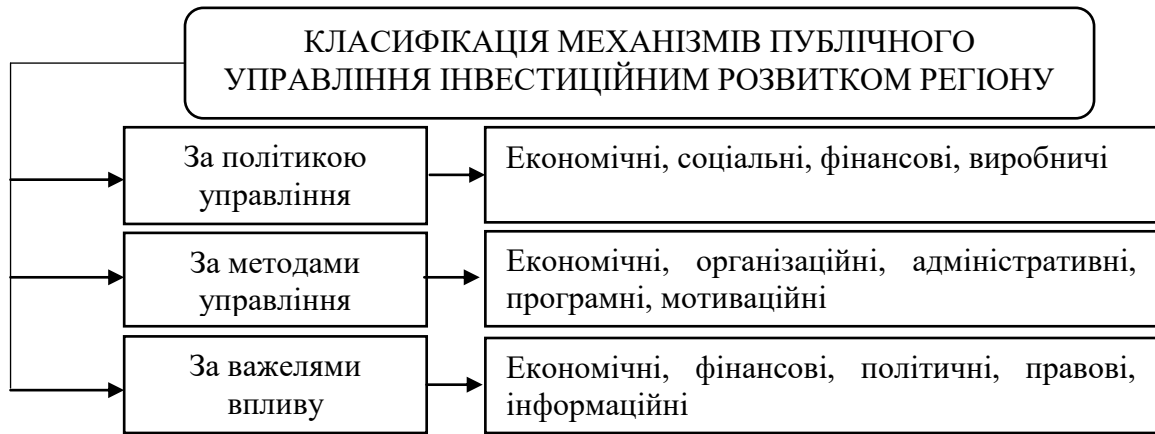 КЛАСИФІКАЦІЯ МЕХАНІЗМІВ ПУБЛІЧНОГО
УПРАВЛІННЯ ІНВЕСТИЦІЙНИМ РОЗВИТКОМ РЕГІОНУ
За політикою
управління
Економічні, соціальні, фінансові, виробничі
За методами
управління
Економічні, організаційні, адміністративні,
програмні, мотиваційні
За важелями
впливу
Економічні, фінансові, політичні, правові,
інформаційні